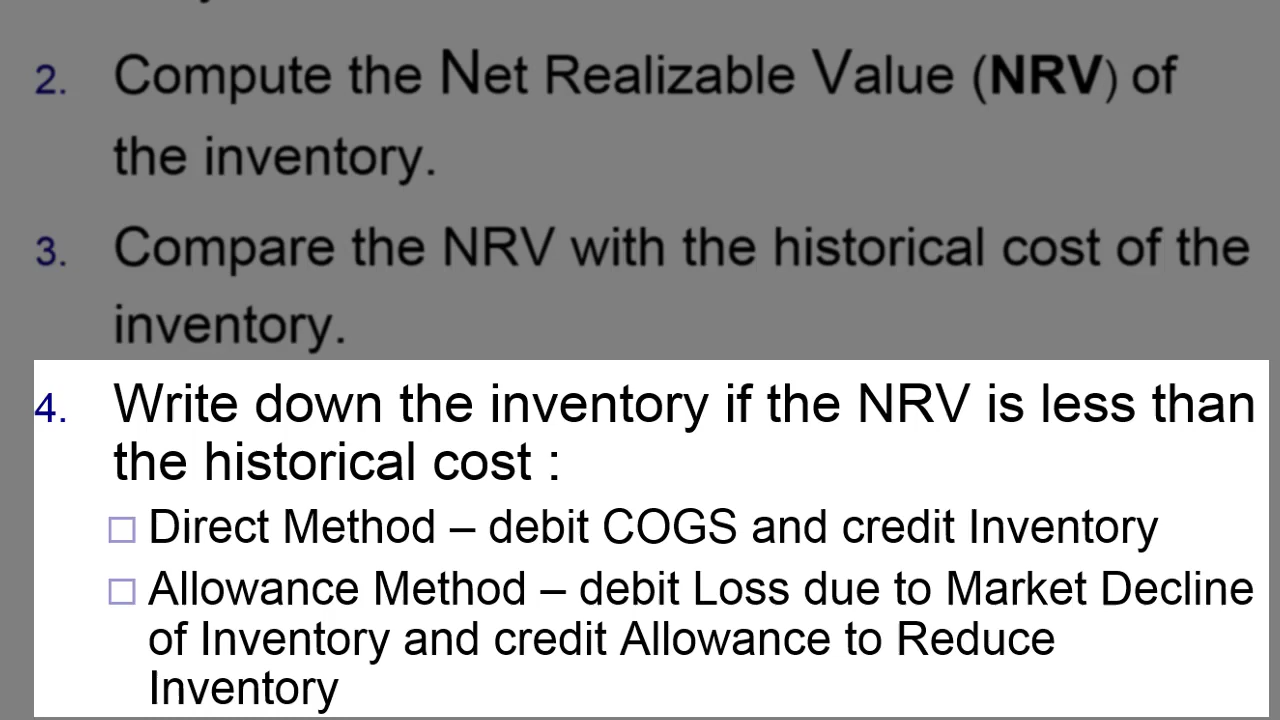 2. Compute the Net Realizable Value (NRV) of
the inventory.
3. Compare the NRV with the historical cost of the
inventory.
4. Write down the inventory if the NRV is less than
the historical cost :
Direct Method – debit COGS and credit Inventory
Allowance Method – debit Loss due to Market Decline
of Inventory and credit Allowance to Reduce
Inventory